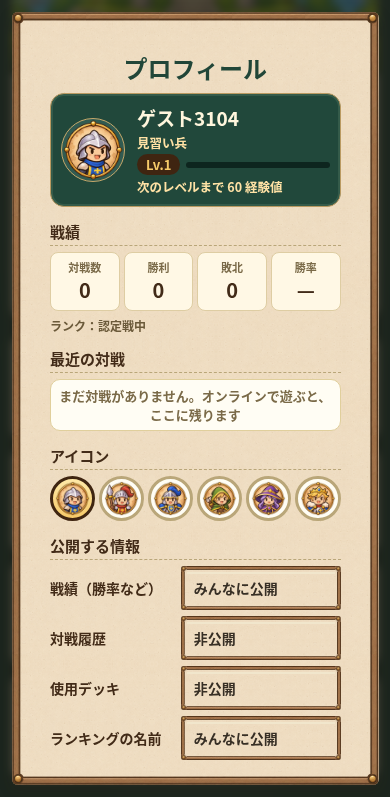 プロフィール
ゲスト3104
見習い兵
Lv.1
次のレベルまで 60 経験値
戦績
対戦数 勝利 敗北 勝率
0 0 0 —
ランク：認定戦中
最近の対戦
まだ対戦がありません。オンラインで遊ぶと、
ここに残ります
アイコン
公開する情報
戦績（勝率など） みんなに公開
対戦履歴 非公開
使用デッキ 非公開
ランキングの名前 みんなに公開